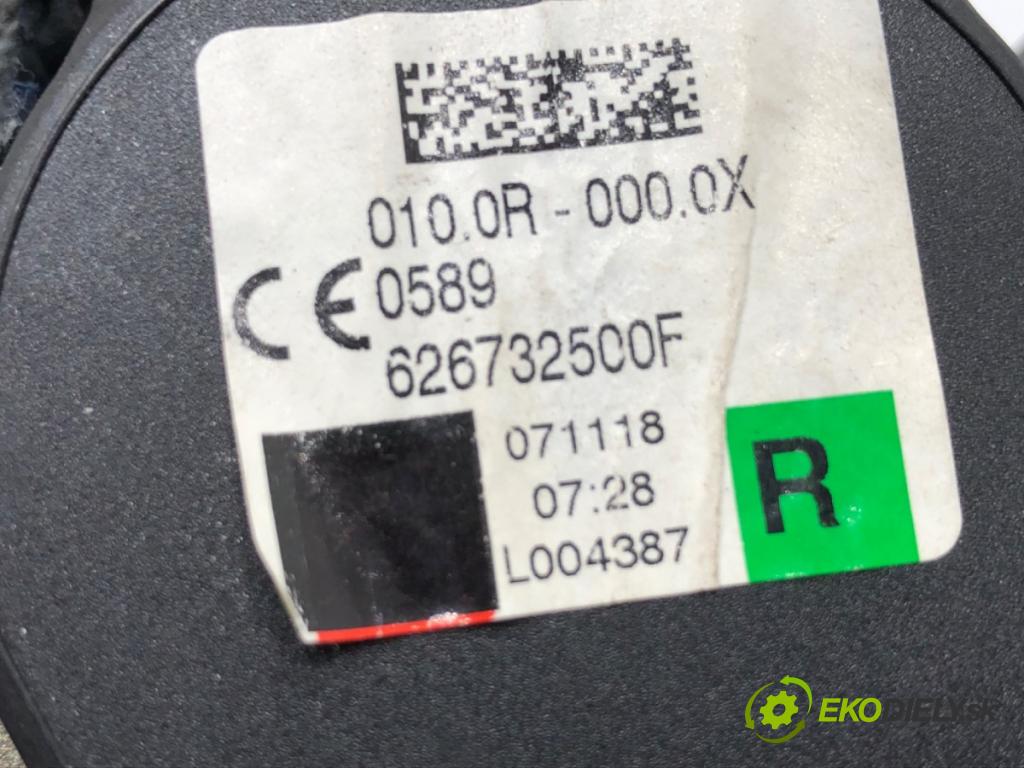 010.0R - 000.0X
CE 0589
626732500F
071118
07:28
L004387
R
EKODIELY.sk